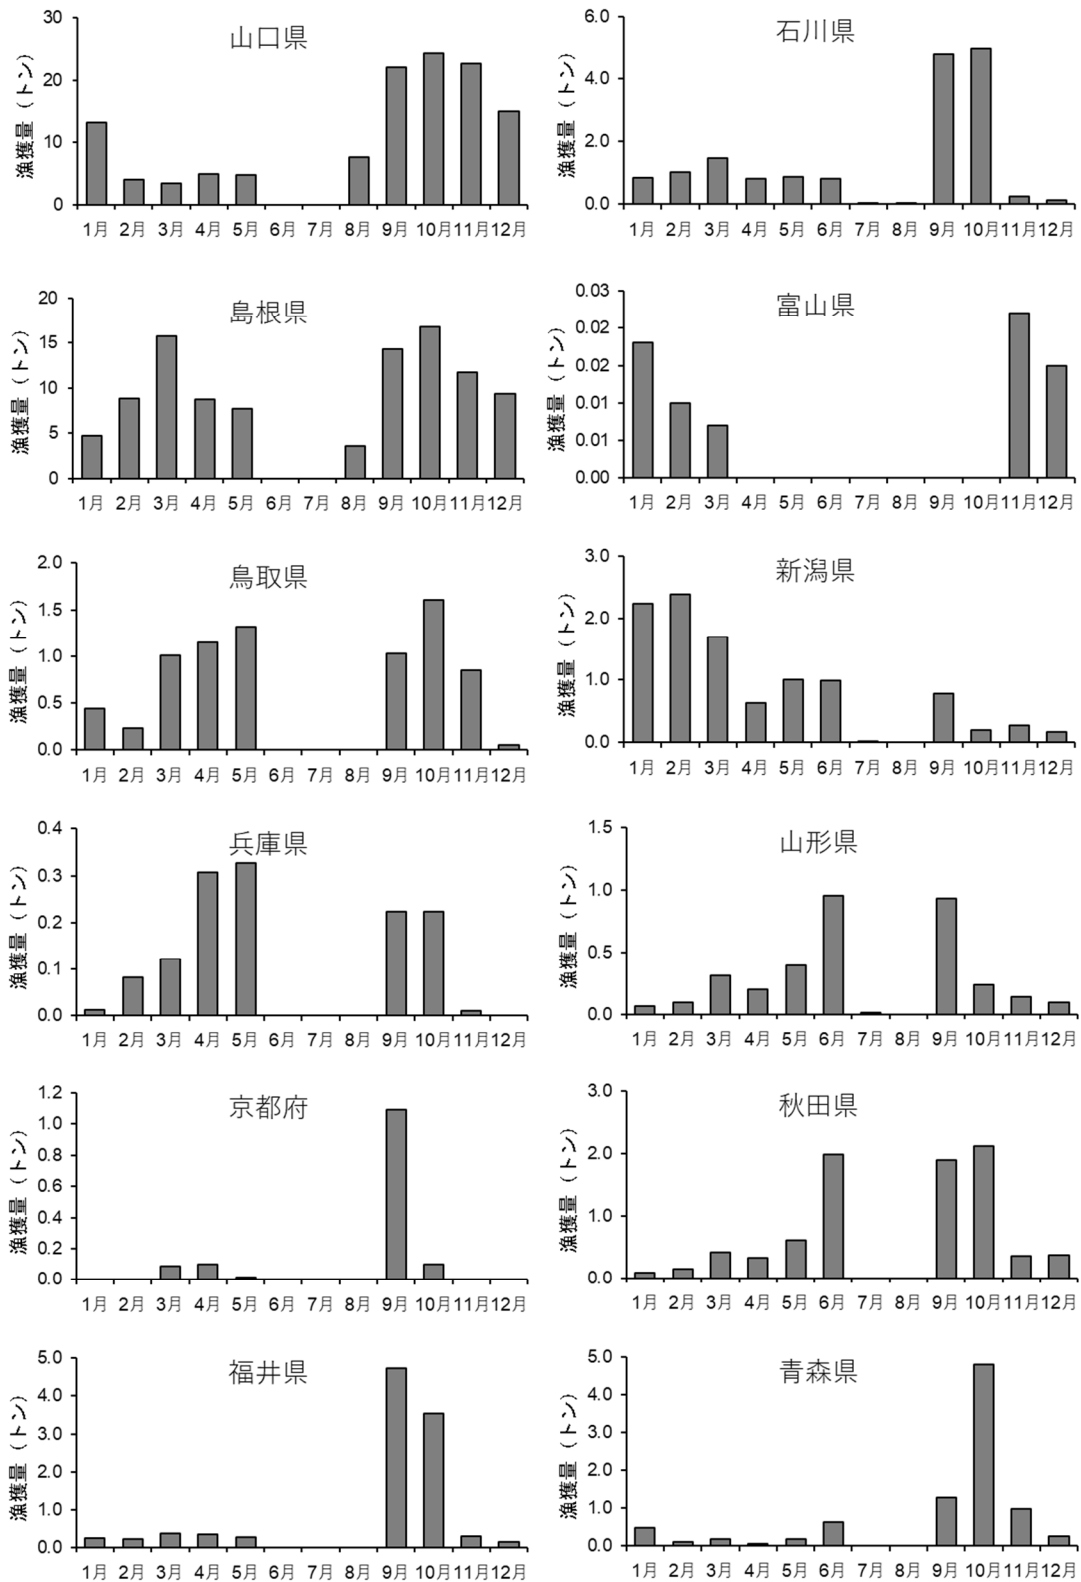 山口県
漁獲量（トン）
30
20
10
0
1月 2月 3月 4月 5月 6月 7月 8月 9月 10月 11月 12月
石川県
漁獲量（トン）
6.0
4.0
2.0
0.0
1月 2月 3月 4月 5月 6月 7月 8月 9月 10月 11月 12月
島根県
漁獲量（トン）
20
15
10
5
0
1月 2月 3月 4月 5月 6月 7月 8月 9月 10月 11月 12月
富山県
漁獲量（トン）
0.03
0.02
0.02
0.01
0.01
0.00
1月 2月 3月 4月 5月 6月 7月 8月 9月 10月 11月 12月
鳥取県
漁獲量（トン）
2.0
1.5
1.0
0.5
0.0
1月 2月 3月 4月 5月 6月 7月 8月 9月 10月 11月 12月
新潟県
漁獲量（トン）
3.0
2.0
1.0
0.0
1月 2月 3月 4月 5月 6月 7月 8月 9月 10月 11月 12月
兵庫県
漁獲量（トン）
0.4
0.3
0.2
0.1
0.0
1月 2月 3月 4月 5月 6月 7月 8月 9月 10月 11月 12月
山形県
漁獲量（トン）
1.5
1.0
0.5
0.0
1月 2月 3月 4月 5月 6月 7月 8月 9月 10月 11月 12月
京都府
漁獲量（トン）
1.2
1.0
0.8
0.6
0.4
0.2
0.0
1月 2月 3月 4月 5月 6月 7月 8月 9月 10月 11月 12月
秋田県
漁獲量（トン）
3.0
2.0
1.0
0.0
1月 2月 3月 4月 5月 6月 7月 8月 9月 10月 11月 12月
福井県
漁獲量（トン）
5.0
4.0
3.0
2.0
1.0
0.0
1月 2月 3月 4月 5月 6月 7月 8月 9月 10月 11月 12月
青森県
漁獲量（トン）
5.0
4.0
3.0
2.0
1.0
0.0
1月 2月 3月 4月 5月 6月 7月 8月 9月 10月 11月 12月